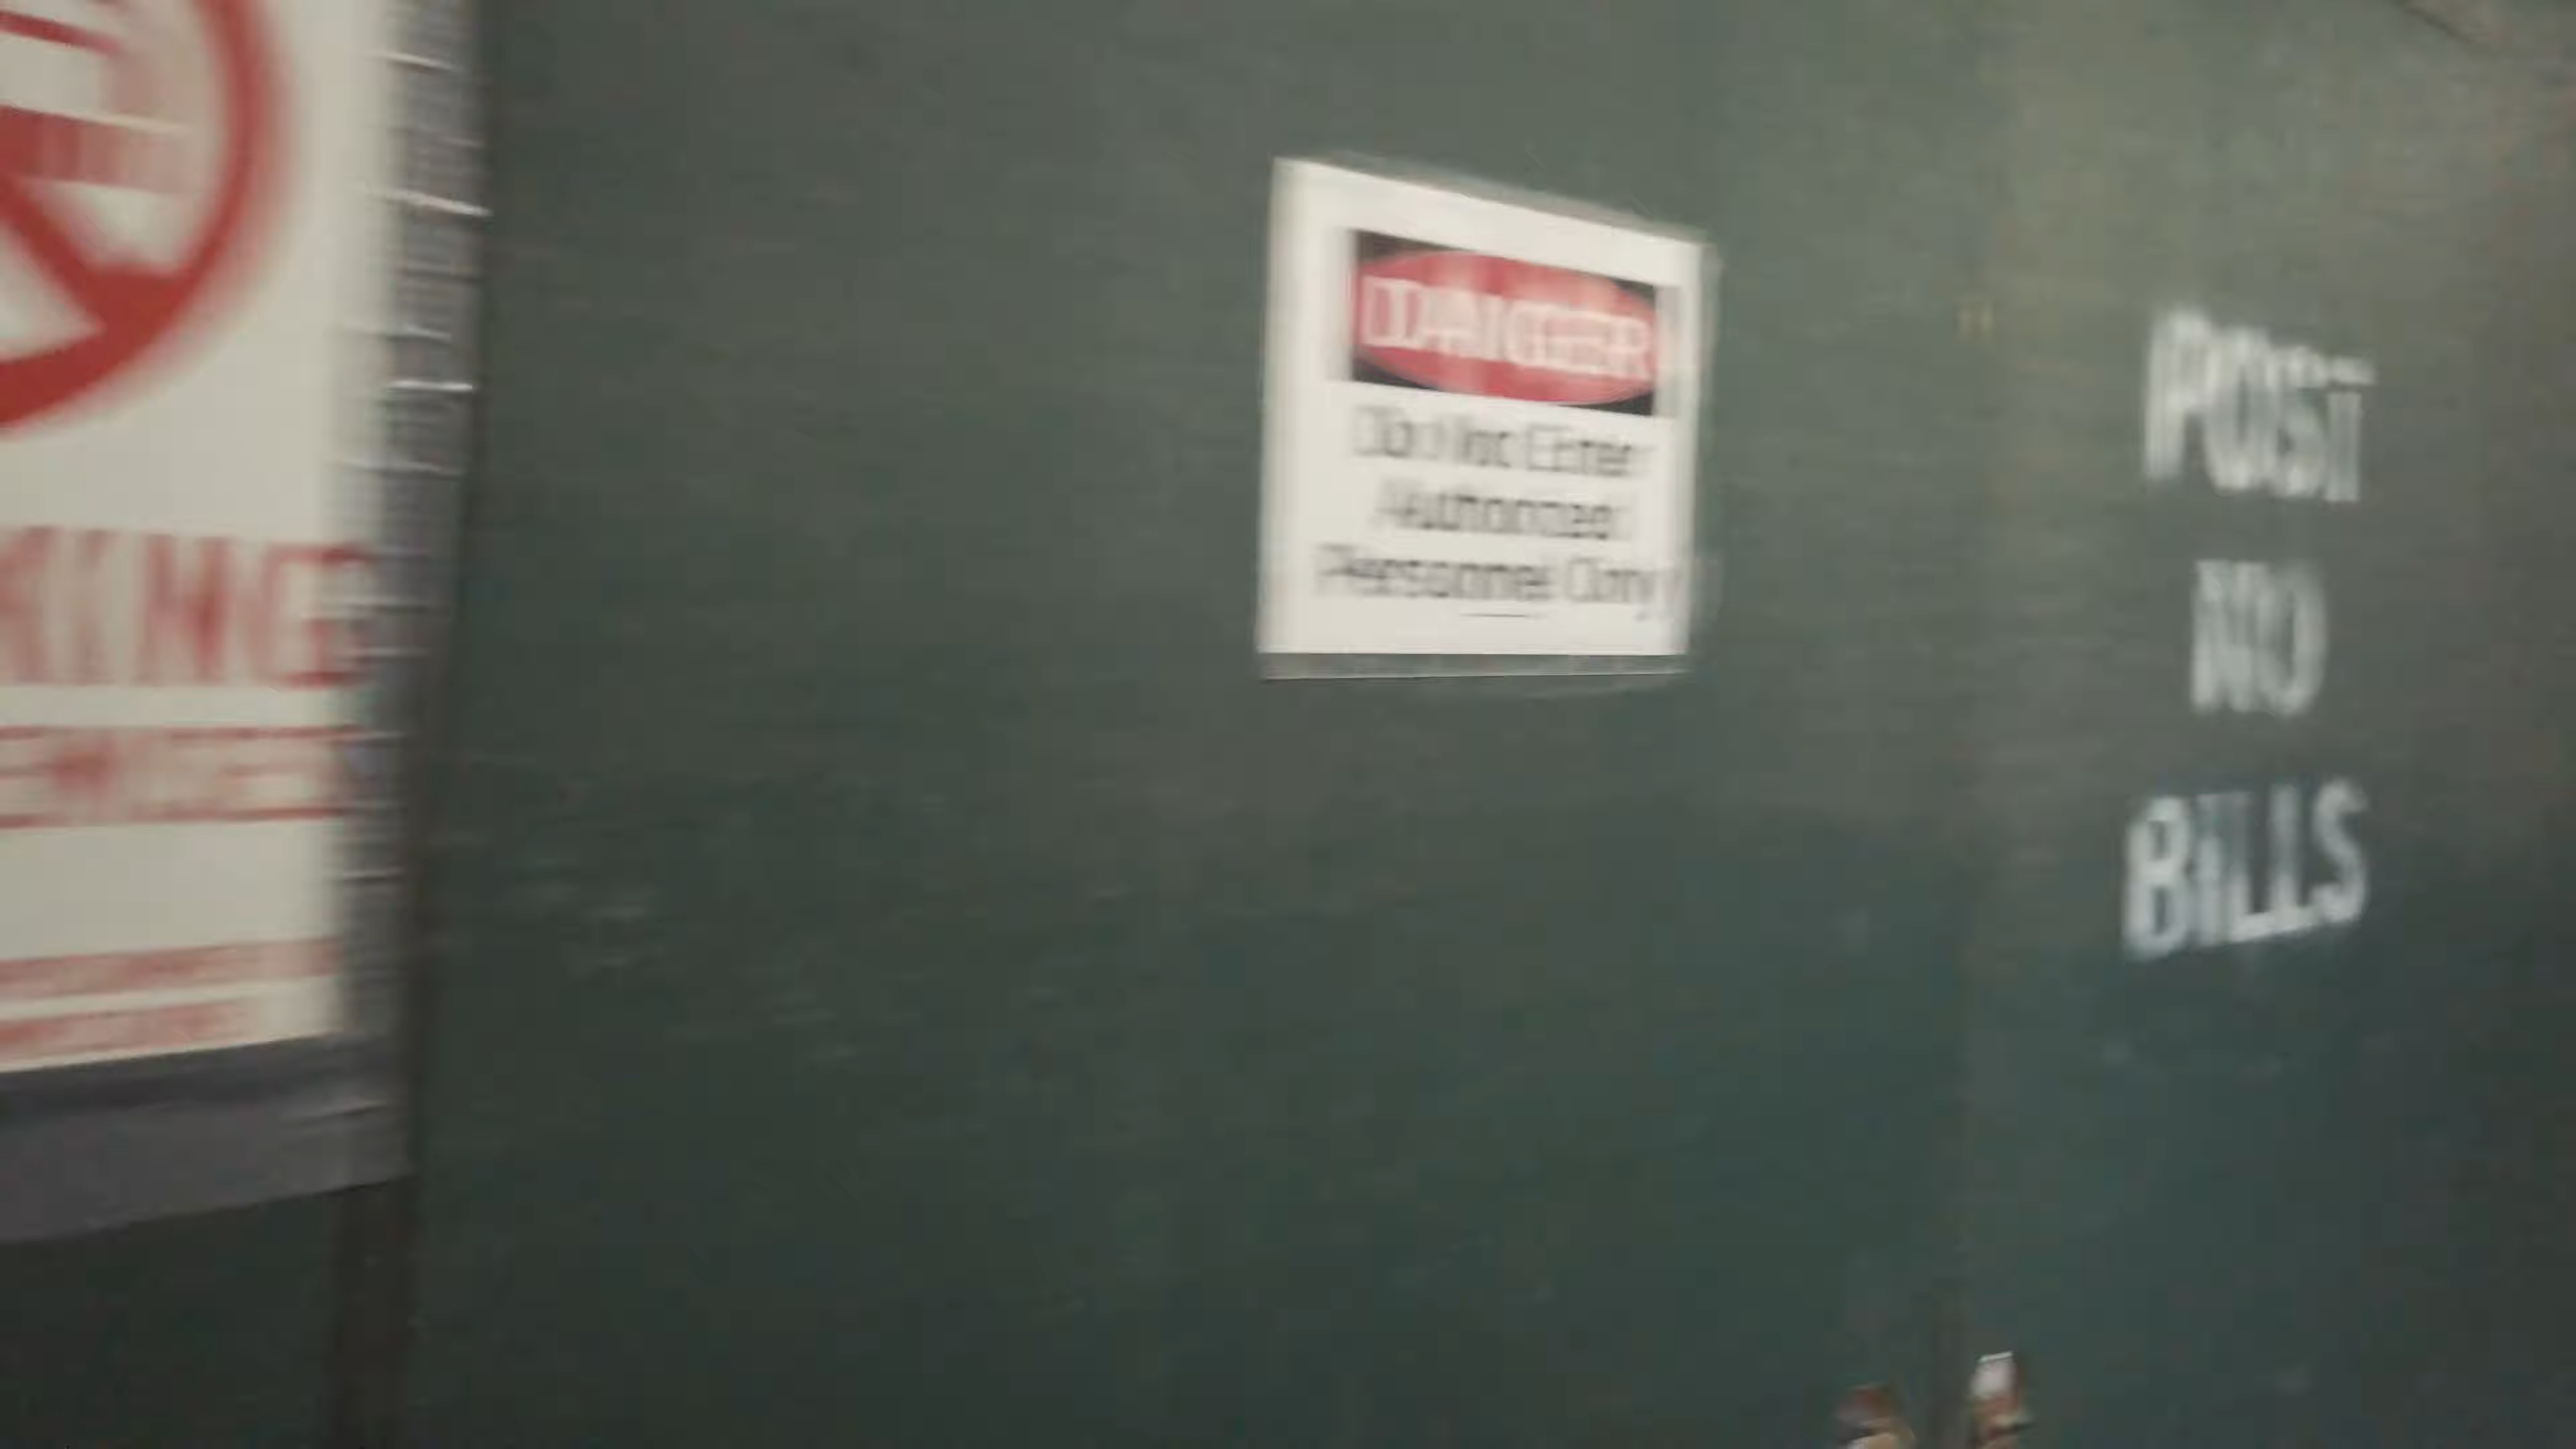 KING
DANGER
Do Not Enter
Authorized
Personnel Only
POST
NO
BILLS